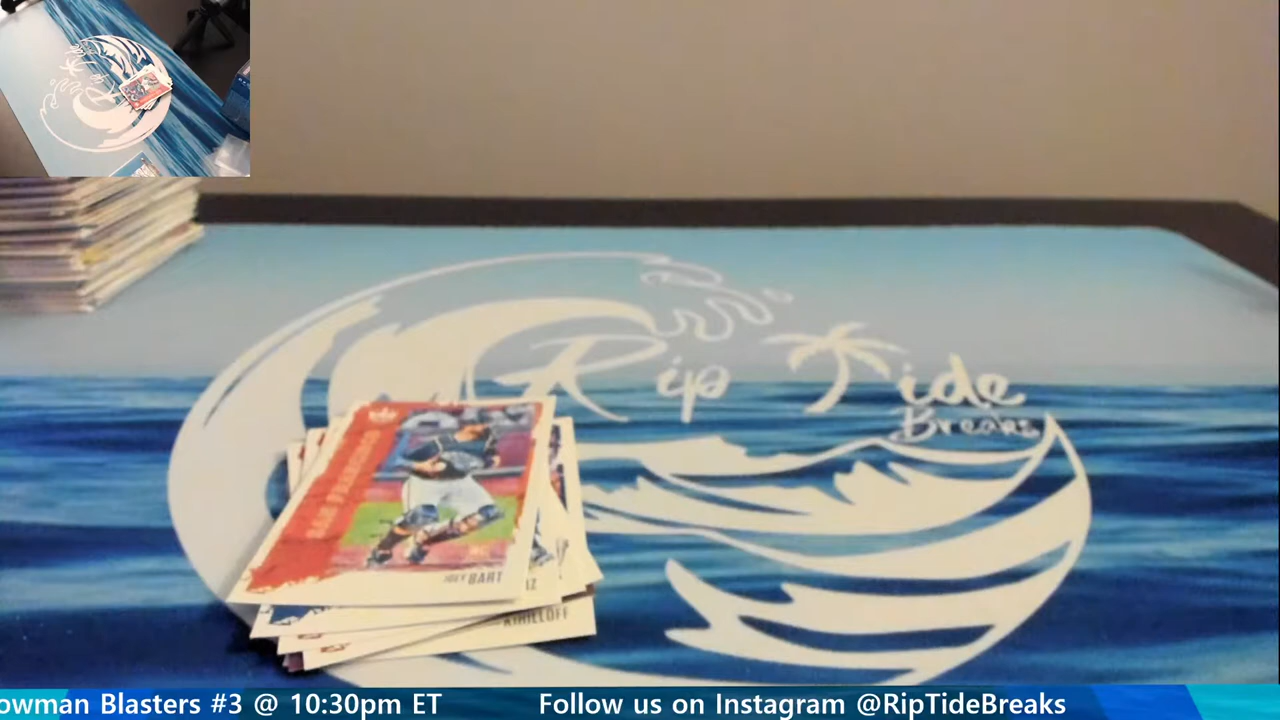 Rip Tide
Breaks
SAN FRANCISCO
JOEY BART
IZ
KIRILLOFF
owman Blasters #3 @ 10:30pm ET
Follow us on Instagram @RipTideBreaks